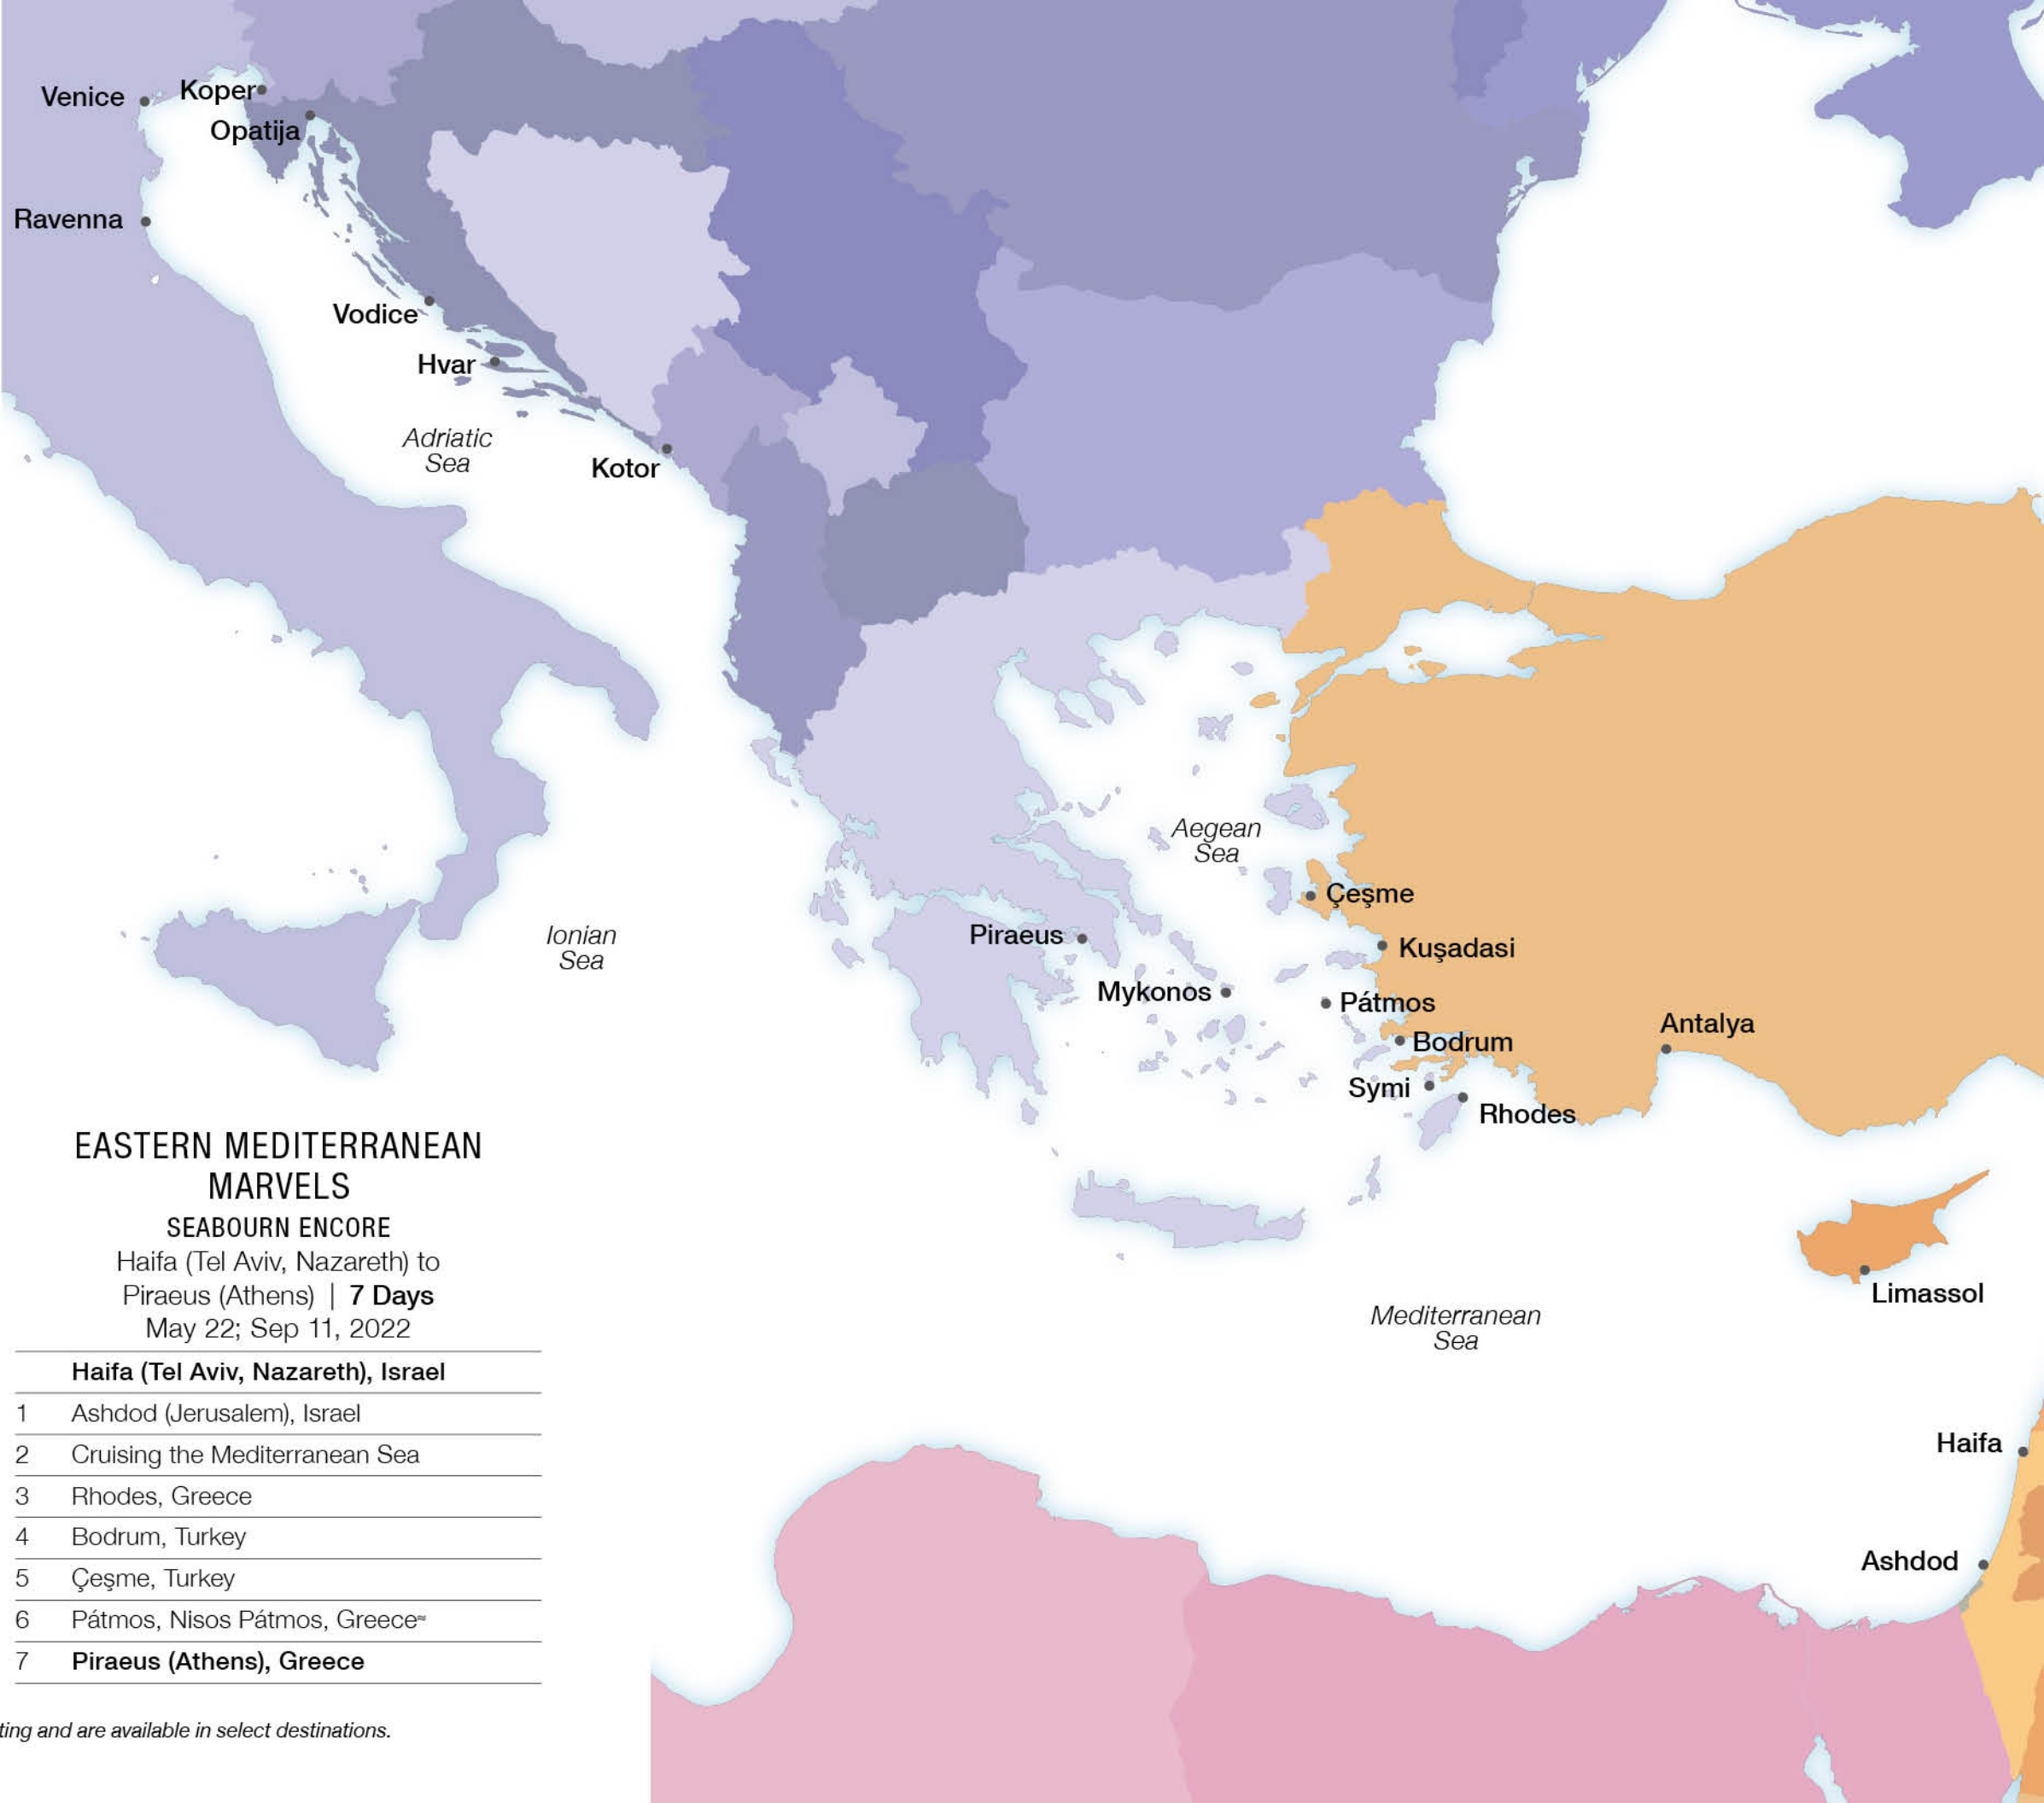 Venice
Koper
Opatija
Ravenna
Vodice
Hvar
Adriatic
Sea
Kotor
Aegean
Sea
Çeşme
Ionian
Sea
Piraeus
Kuşadasi
Mykonos
Pátmos
Antalya
Bodrum
Symi
Rhodes
Limassol
Mediterranean
Sea
Haifa
Ashdod
EASTERN MEDITERRANEAN
MARVELS
SEABOURN ENCORE
Haifa (Tel Aviv, Nazareth) to
Piraeus (Athens) | 7 Days
May 22; Sep 11, 2022
Haifa (Tel Aviv, Nazareth), Israel
1 Ashdod (Jerusalem), Israel
2 Cruising the Mediterranean Sea
3 Rhodes, Greece
4 Bodrum, Turkey
5 Çeşme, Turkey
6 Pátmos, Nisos Pátmos, Greece≈
7 Piraeus (Athens), Greece
ting and are available in select destinations.